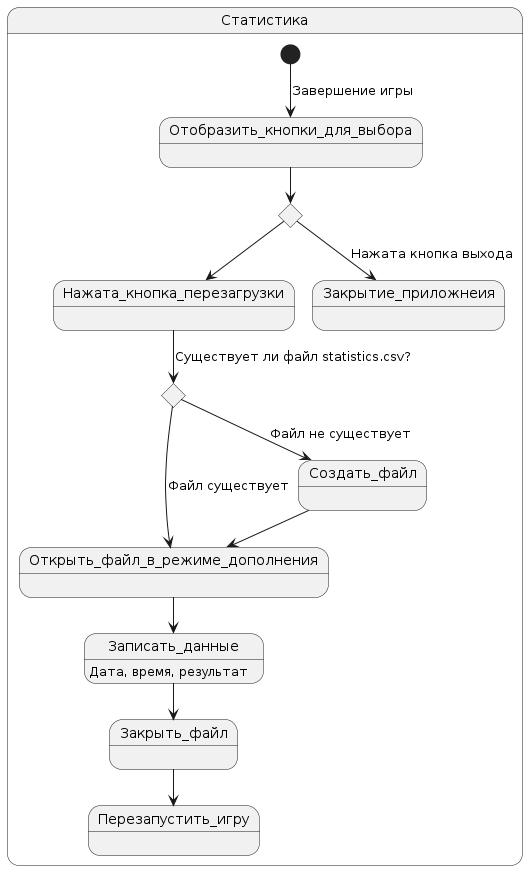 Статистика
Завершение игры
Отобразить_кнопки_для_выбора
Нажата кнопка выхода
Нажата_кнопка_перезагрузки
Закрытие_приложнеия
Существует ли файл statistics.csv?
Файл не существует
Создать_файл
Файл существует
Открыть_файл_в_режиме_дополнения
Записать_данные
Дата, время, результат
Закрыть_файл
Перезапустить_игру